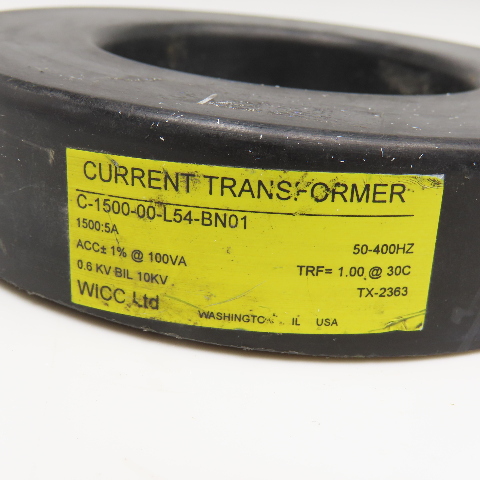 CURRENT TRANSFORMER
C-1500-00-L54-BN01
1500:5A
50-400HZ
ACC± 1% @ 100VA
TRF= 1.00 @ 30C
0.6 KV BIL 10KV
TX-2363
WICC Ltd
IL USA